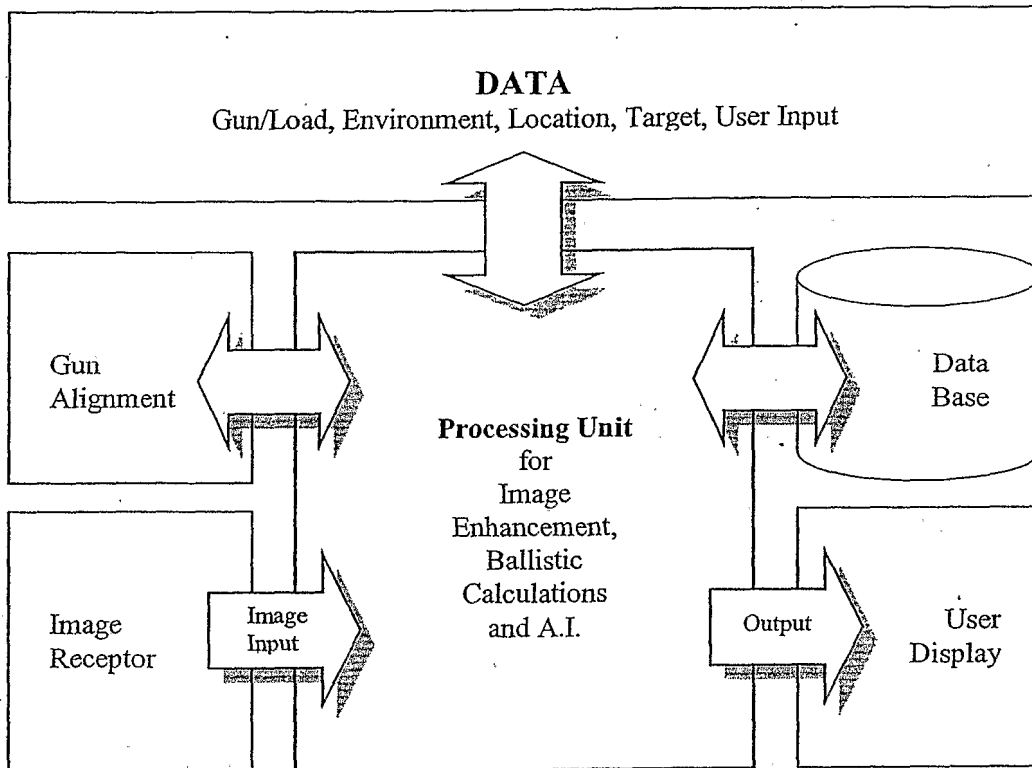 DATA
Gun/Load, Environment, Location, Target, User Input
Gun
Alignment
Data
Base
Processing Unit
for
Image
Enhancement,
Ballistic
Calculations
and A.I.
Image
Receptor
Image
Input
Output
User
Display